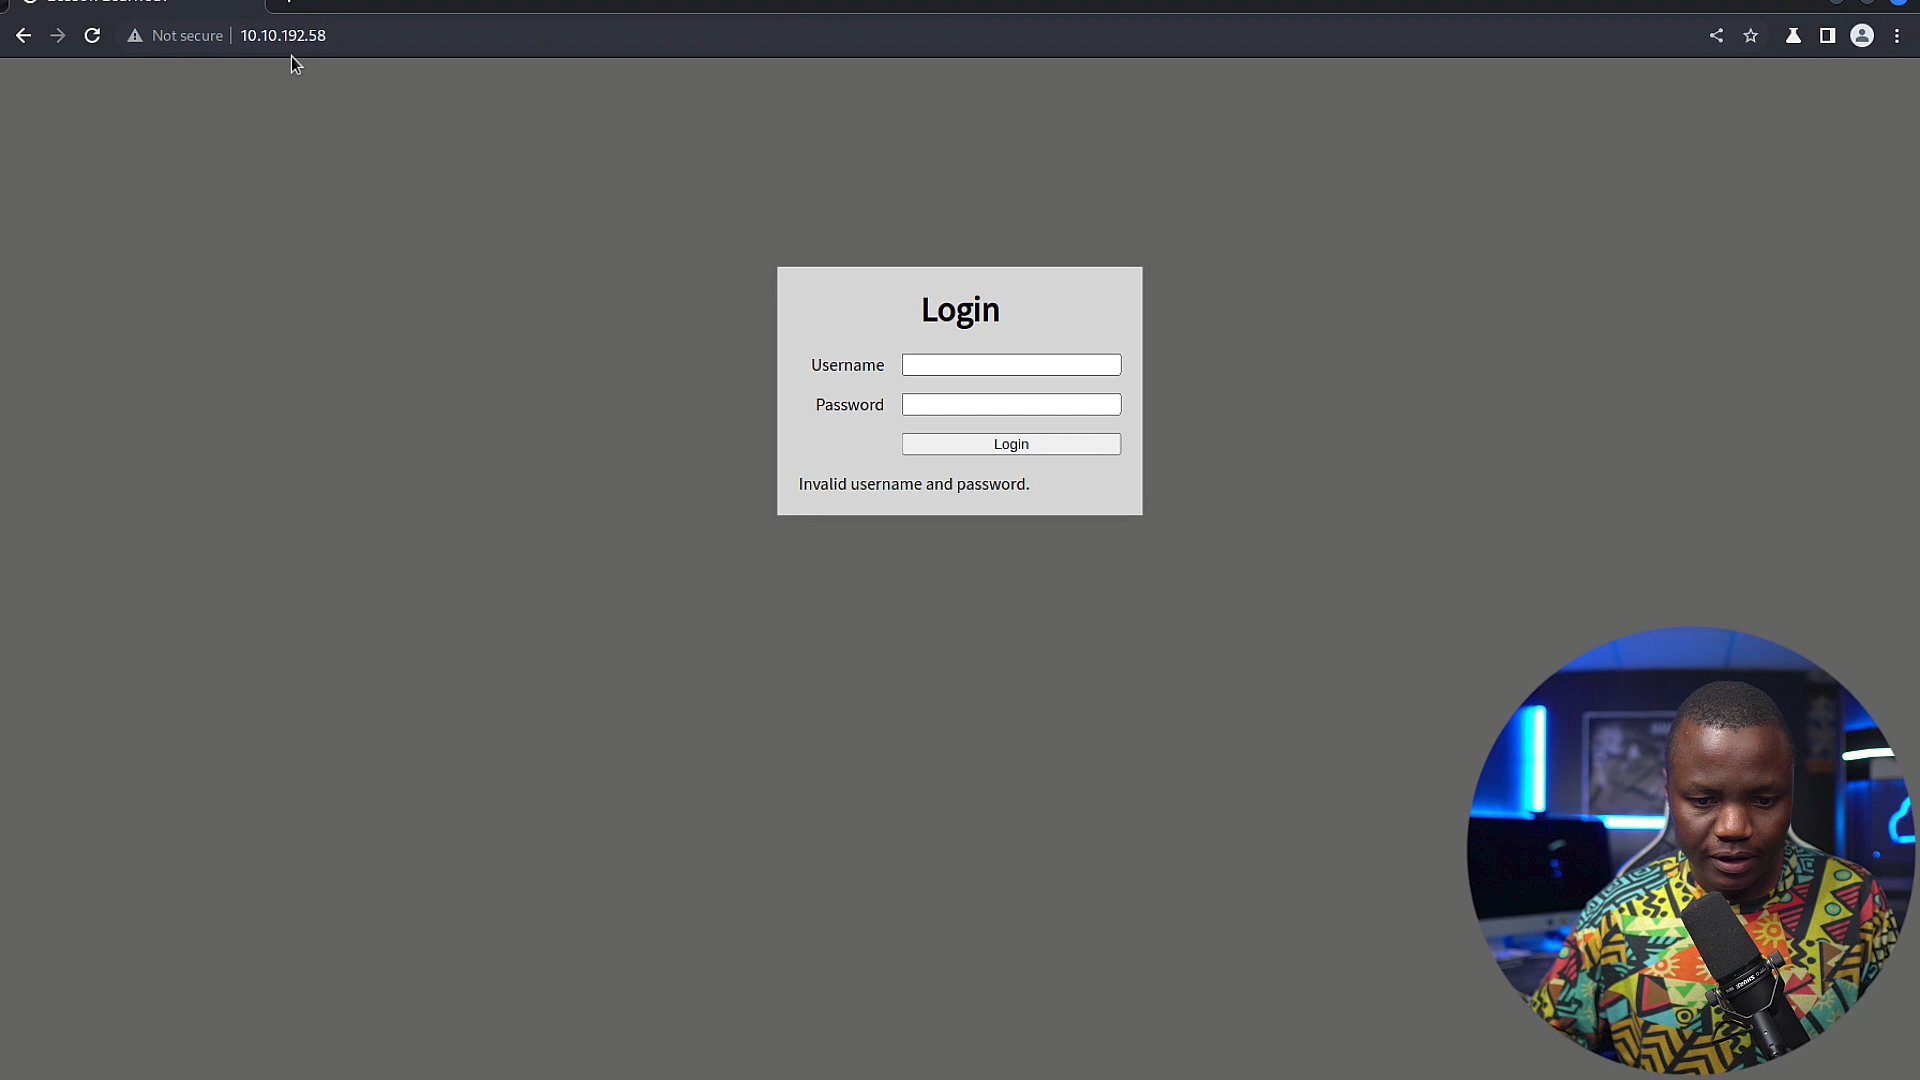 Not secure
10.10.192.58
Login
Username
Password
Login
Invalid username and password.